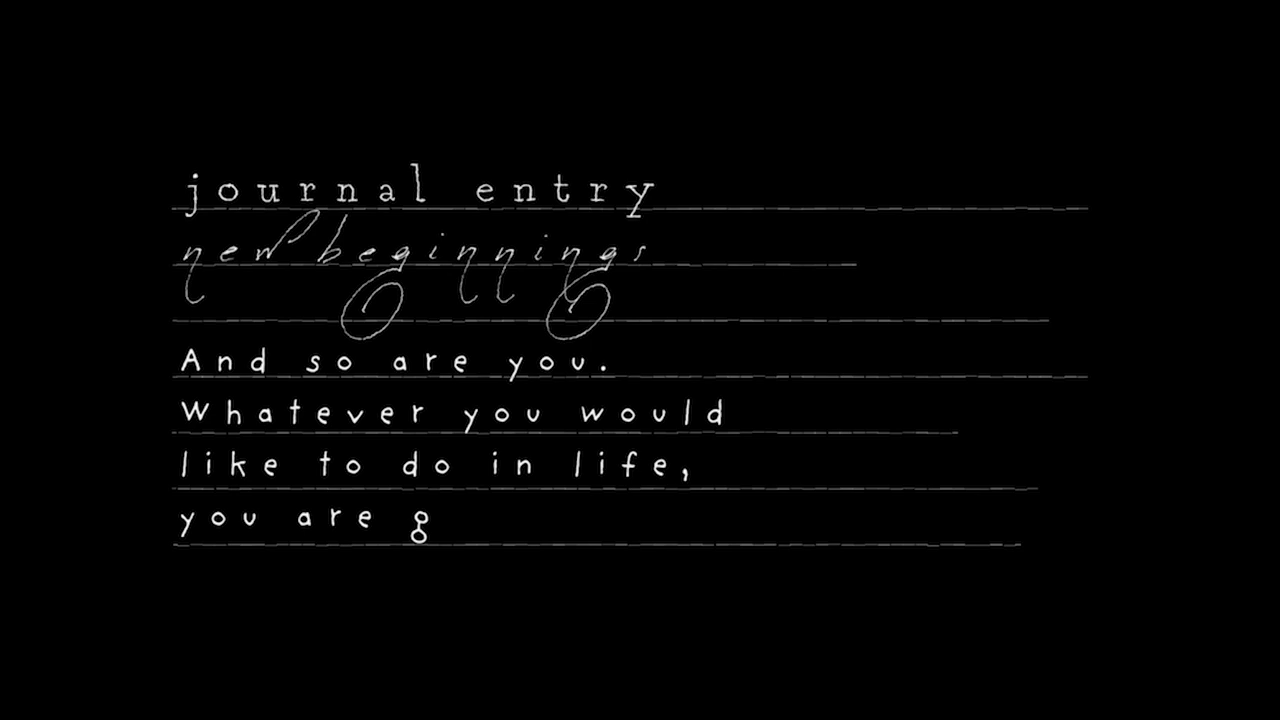 journal entry
new beginnings
And so are you.
Whatever you would
like to do in life,
you are g